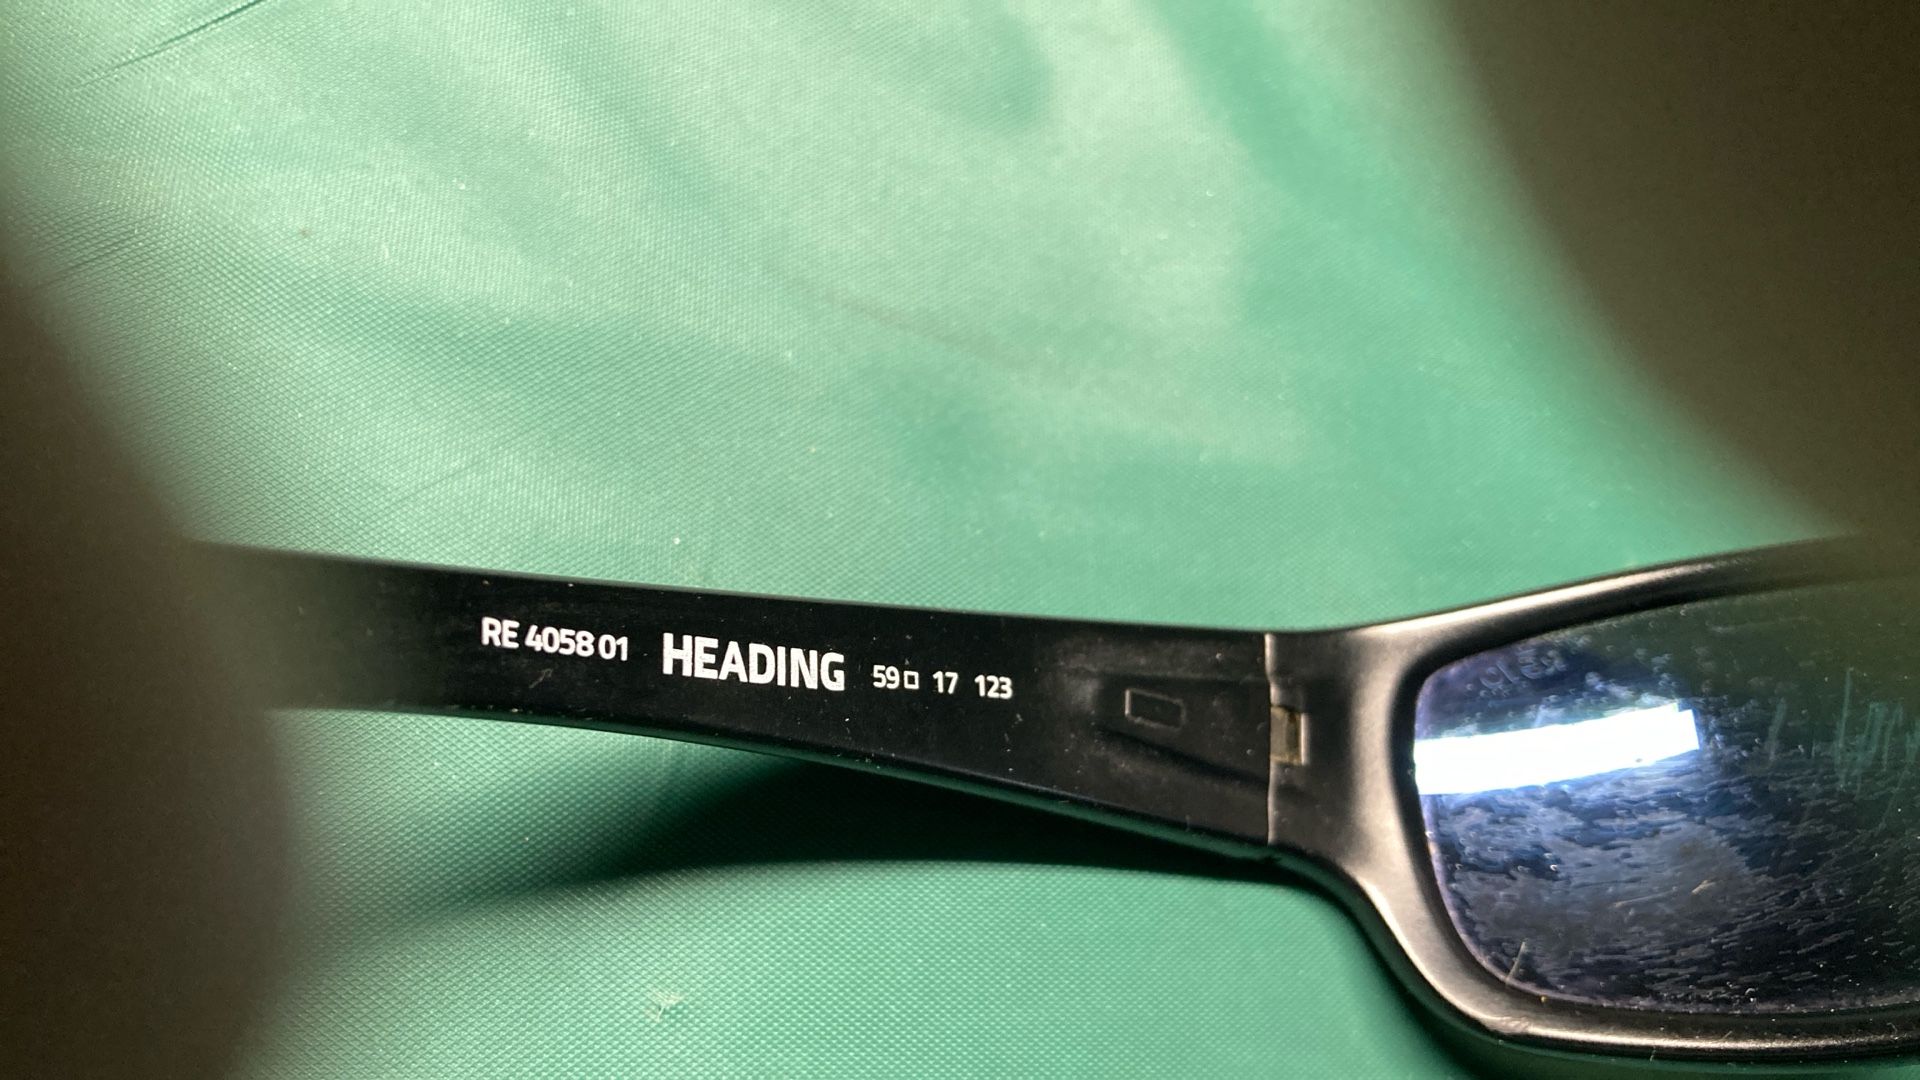 RE 4058 01 HEADING 59□ 17 123